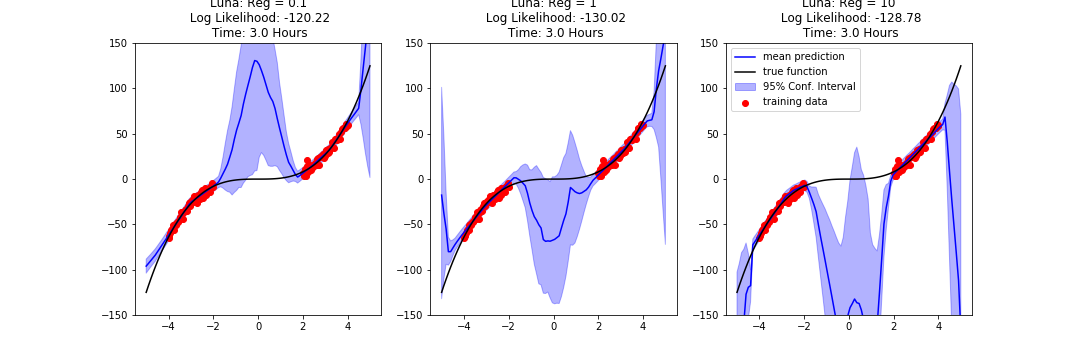 Luna: Reg = 0.1
Log Likelihood: -120.22
Time: 3.0 Hours
Luna: Reg = 1
Log Likelihood: -130.02
Time: 3.0 Hours
Luna: Reg = 10
Log Likelihood: -128.78
Time: 3.0 Hours
150
100
50
0
−50
−100
−150
−4
−2
0
2
4
150
100
50
0
−50
−100
−150
−4
−2
0
2
4
150
100
50
0
−50
−100
−150
−4
−2
0
2
4
mean prediction
true function
95% Conf. Interval
training data